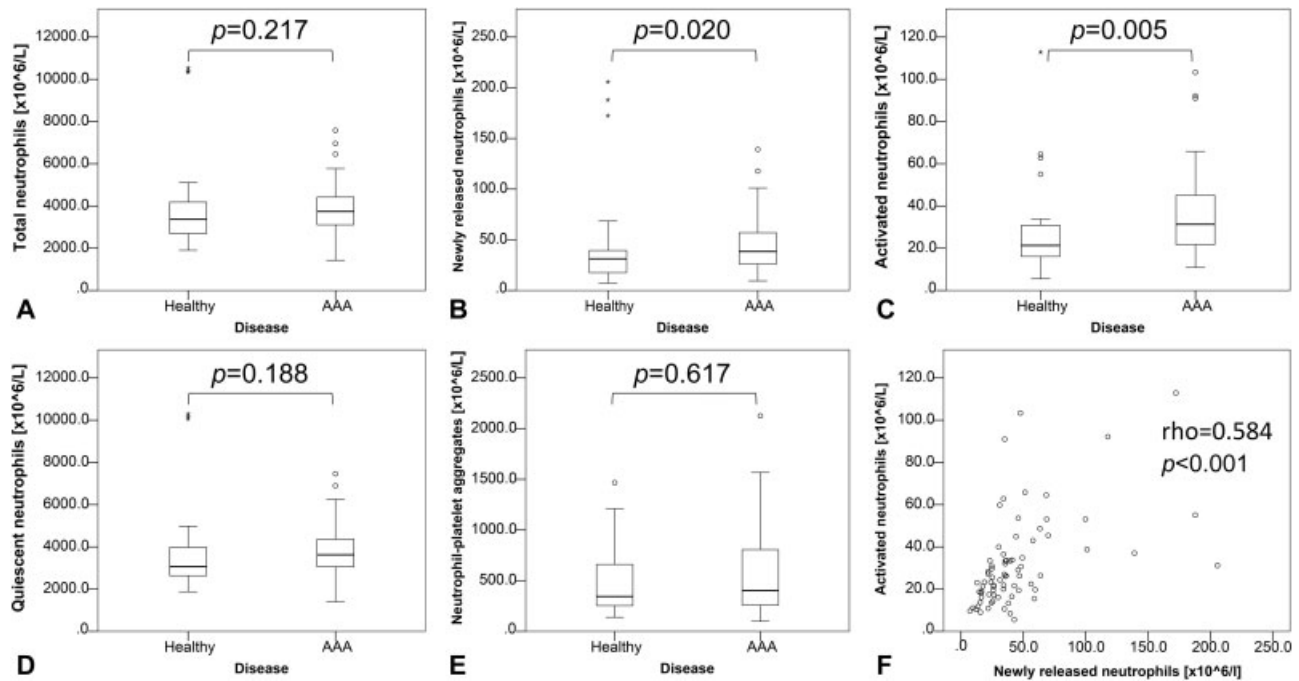 p=0.217
Total neutrophils [x10^6/L]
12000.0
10000.0
8000.0
6000.0
4000.0
2000.0
.0
Healthy
AAA
Disease
A
p=0.020
Newly released neutrophils [x10^6/L]
250.0
200.0
150.0
100.0
50.0
.0
Healthy
AAA
Disease
B
p=0.005
Activated neutrophils [x10^6/L]
120.0
100.0
80.0
60.0
40.0
20.0
.0
Healthy
AAA
Disease
C
p=0.188
Quiescent neutrophils [x10^6/L]
12000.0
10000.0
8000.0
6000.0
4000.0
2000.0
.0
Healthy
AAA
Disease
D
p=0.617
Neutrophil-platelet aggregates [x10^6/L]
2500.0
2000.0
1500.0
1000.0
500.0
.0
Healthy
AAA
Disease
E
Activated neutrophils [x10^6/L]
120.0
100.0
80.0
60.0
40.0
20.0
.0
rho=0.584
p<0.001
.0 50.0 100.0 150.0 200.0 250.0
Newly released neutrophils [x10^6/l]
F